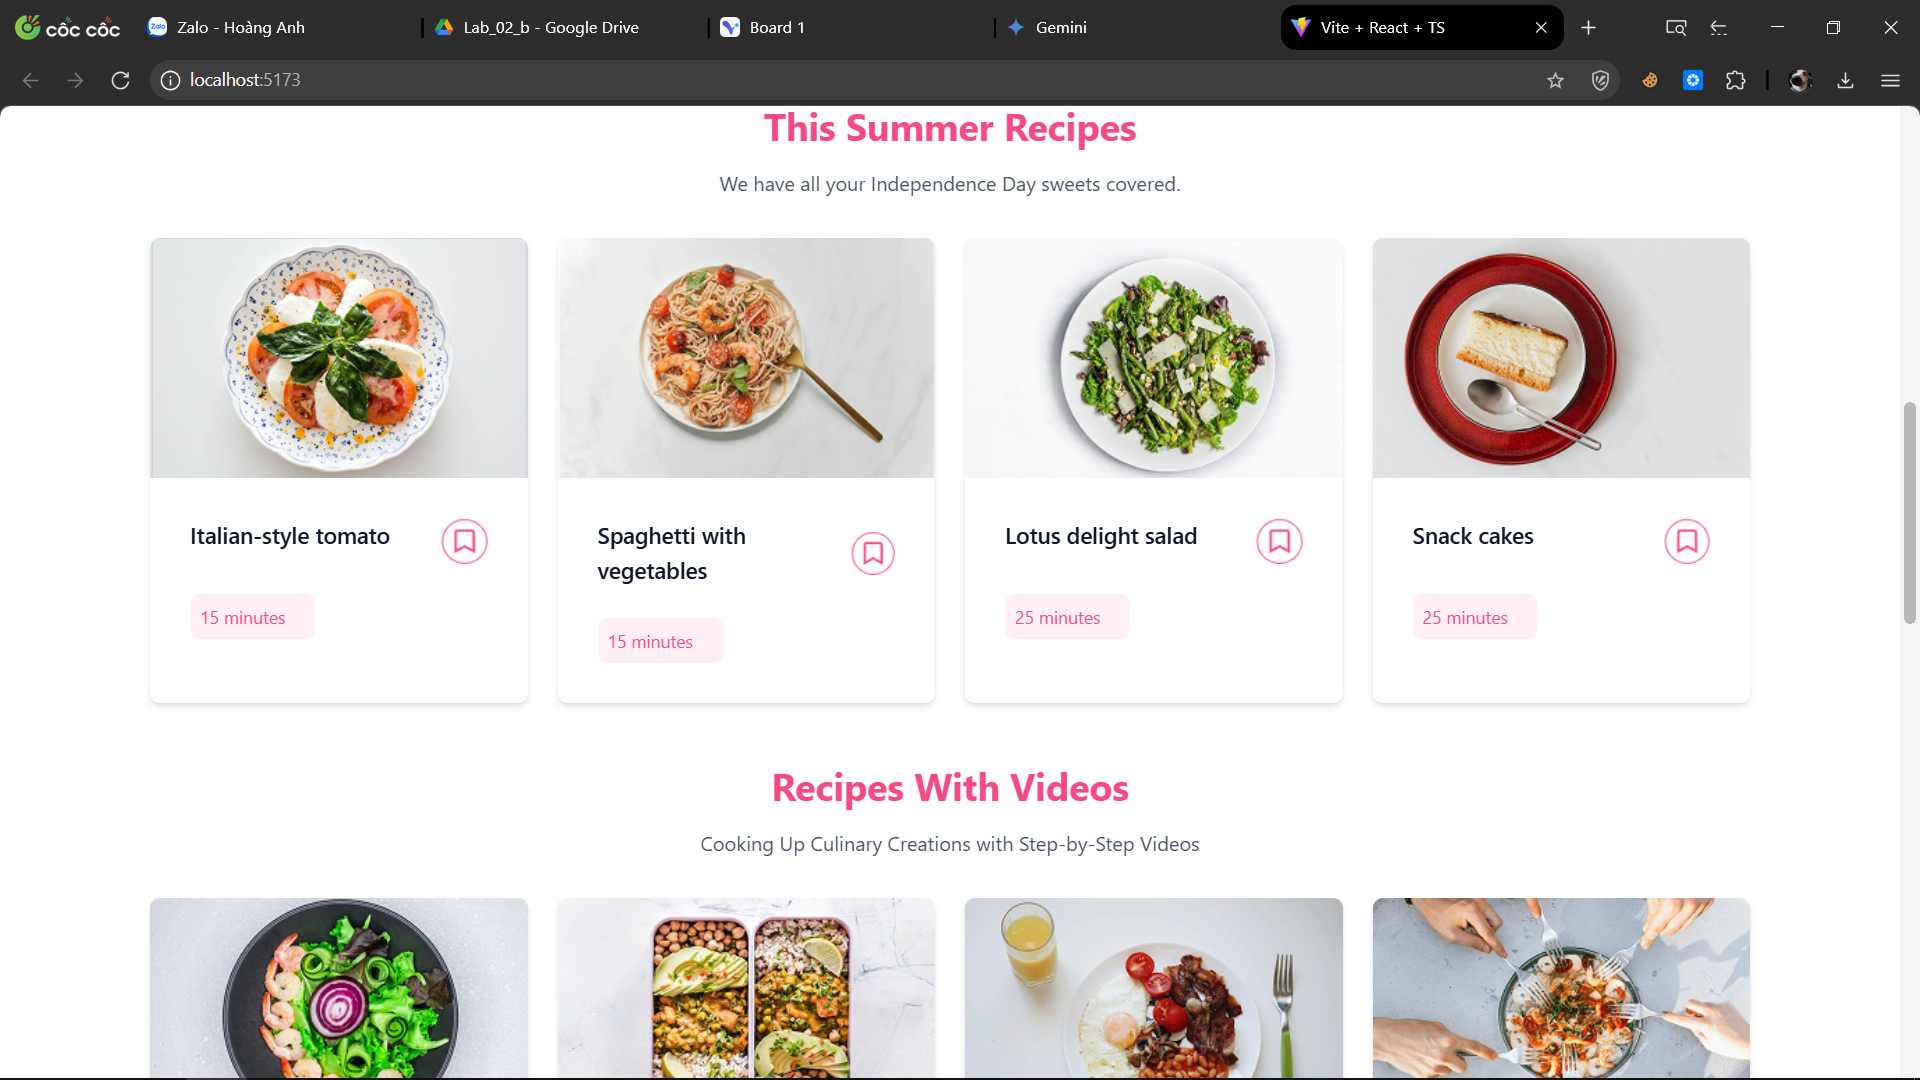 cốc cốc
Zalo - Hoàng Anh
Lab_02_b - Google Drive
Board 1
Gemini
Vite + React + TS
localhost:5173
This Summer Recipes
We have all your Independence Day sweets covered.
Italian-style tomato
15 minutes
Spaghetti with
vegetables
15 minutes
Lotus delight salad
25 minutes
Snack cakes
25 minutes
Recipes With Videos
Cooking Up Culinary Creations with Step-by-Step Videos